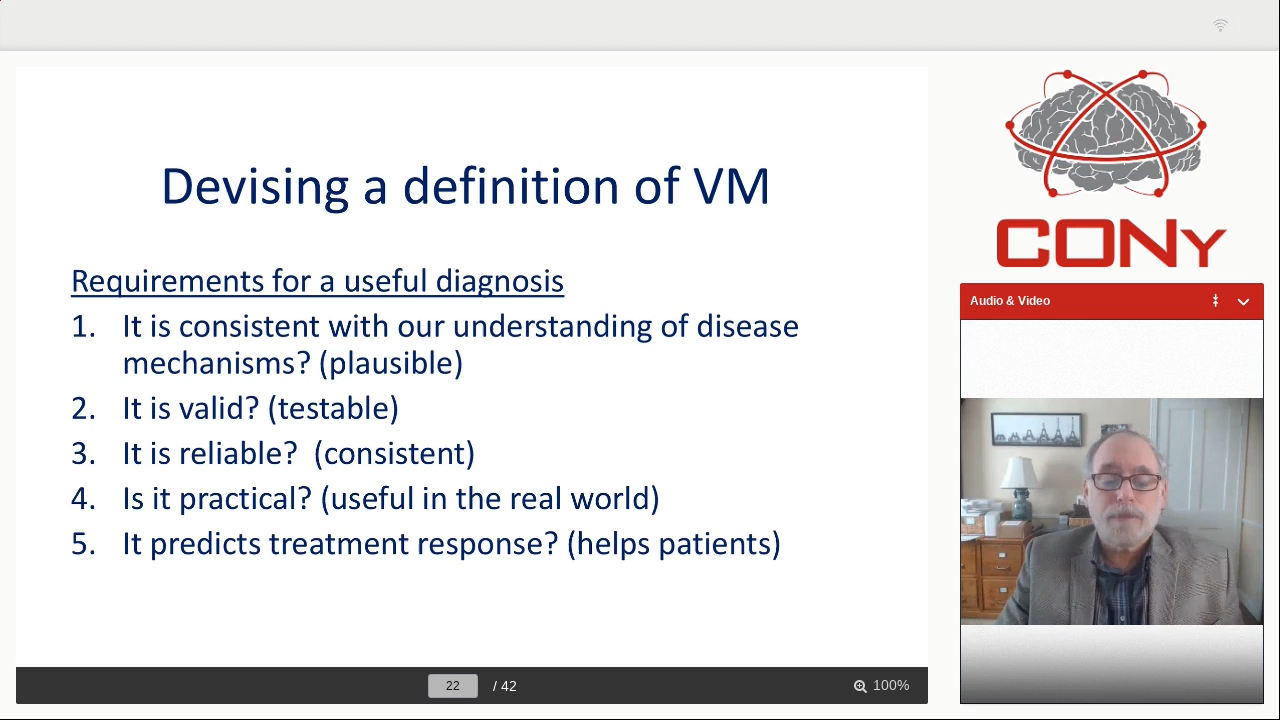 Devising a definition of VM
Requirements for a useful diagnosis
1. It is consistent with our understanding of disease
mechanisms? (plausible)
2. It is valid? (testable)
3. It is reliable?  (consistent)
4. Is it practical? (useful in the real world)
5. It predicts treatment response? (helps patients)
22 / 42
100%
CONy
Audio & Video